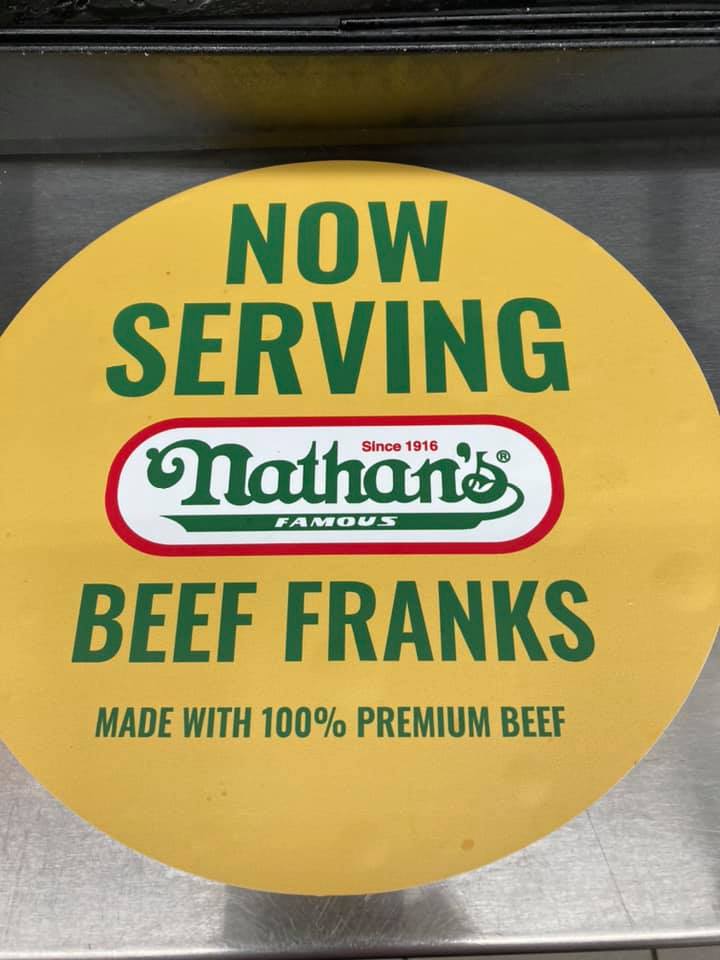 NOW
SERVING
Since 1916
Nathan's®
FAMOUS
BEEF FRANKS
MADE WITH 100% PREMIUM BEEF